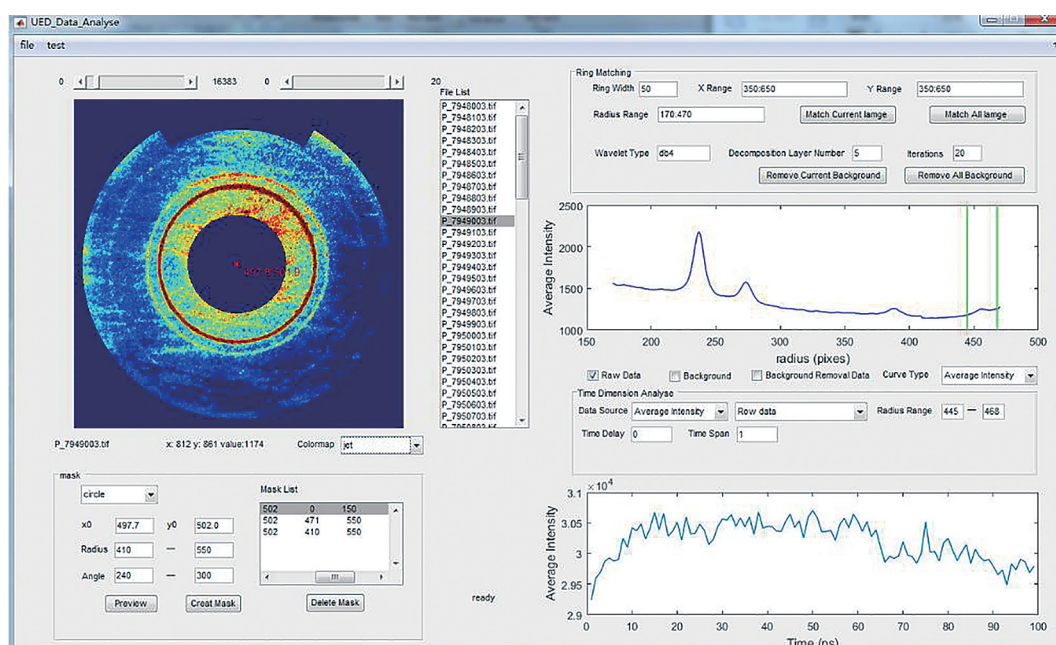 UED_Data_Analyse
file test
0 16383 0 20
File List
P_7948003.tif
P_7948103.tif
P_7948203.tif
P_7948303.tif
P_7948403.tif
P_7948503.tif
P_7948603.tif
P_7948703.tif
P_7948803.tif
P_7948903.tif
P_7949003.tif
P_7949103.tif
P_7949203.tif
P_7949303.tif
P_7949403.tif
P_7949503.tif
P_7949603.tif
P_7949703.tif
P_7949803.tif
P_7949903.tif
P_7950003.tif
P_7950103.tif
P_7950203.tif
P_7950303.tif
P_7950403.tif
P_7950503.tif
P_7950603.tif
P_7950703.tif
P_7950803.tif
P_7949003.tif x: 812 y: 861 value:1174 Colormap jet
mask
circle
x0 497.7 y0 502.0
Radius 410 — 550
Angle 240 — 300
Preview Creat Mask
Mask List
502 0 150
502 471 550
502 410 550
Delete Mask
ready
Ring Matching
Ring Width 50 X Range 350:650 Y Range 350:650
Radius Range 170:470 Match Current Iamge Match All Iamge
Wavelet Type db4 Decomposition Layer Number 5 Iterations 20
Remove Current Background Remove All Background
2500
2000
1500
1000
Average Intensity
150 200 250 300 350 400 450 500
radius (pixes)
Raw Data Background Background Removal Data Curve Type Average Intensity
Time Dimension Analyse
Data Source Average Intensity Row data Radius Range 445 — 468
Time Delay 0 Time Span 1
× 10⁴
3.1
3.05
3
2.95
2.9
Average Intensity
0 10 20 30 40 50 60 70 80 90 100
Time (ps)